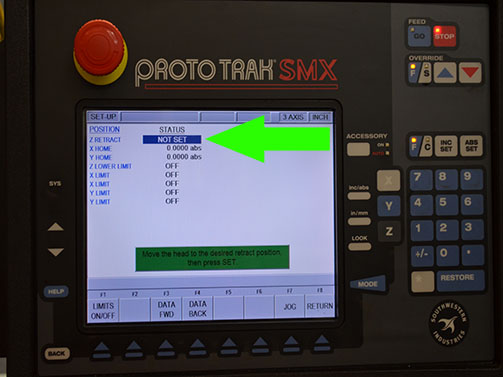 PROTO TRAK® SMX
SET-UP 3 AXIS INCH
POSITION STATUS
Z RETRACT NOT SET
X HOME 0.0000 abs
Y HOME 0.0000 abs
Z LOWER LIMIT OFF
X LIMIT OFF
X LIMIT OFF
Y LIMIT OFF
Y LIMIT OFF
Move the head to the desired retract position,
then press SET.
F1 F2 F3 F4 F5 F6 F7 F8
LIMITS ON/OFF
DATA FWD
DATA BACK
JOG
RETURN
SYS
HELP
BACK
FEED
GO STOP
OVERRIDE
F S
ACCESSORY
ON
AUTO
F C
INC SET
ABS SET
inc/abs
in/mm
LOOK
MODE
X
Y
Z
7 8 9
4 5 6
1 2 3
+/- 0 •
RESTORE
SOUTHWESTERN
INDUSTRIES